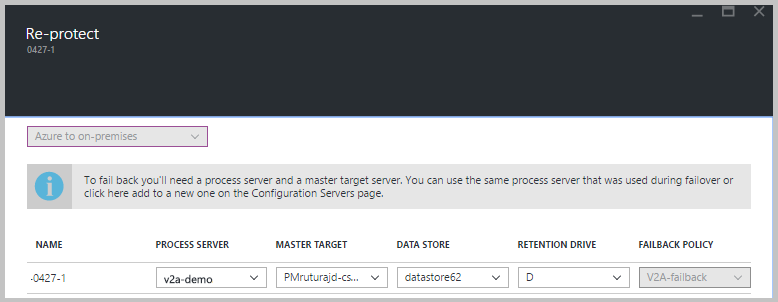 Re-protect
0427-1
Azure to on-premises
To fail back you'll need a process server and a master target server. You can use the same process server that was used during failover or
click here add to a new one on the Configuration Servers page.
NAME PROCESS SERVER MASTER TARGET DATA STORE RETENTION DRIVE FAILBACK POLICY
-0427-1 v2a-demo PMruturajd-cs... datastore62 D V2A-failback